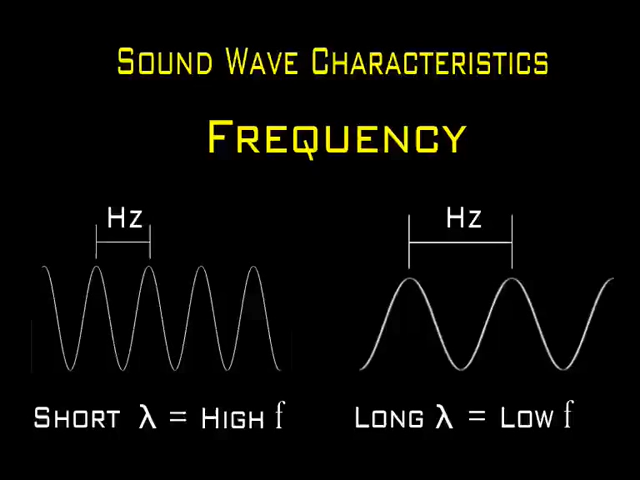 Sound Wave Characteristics
Frequency
Hz
Hz
Short λ = High f
Long λ = Low f